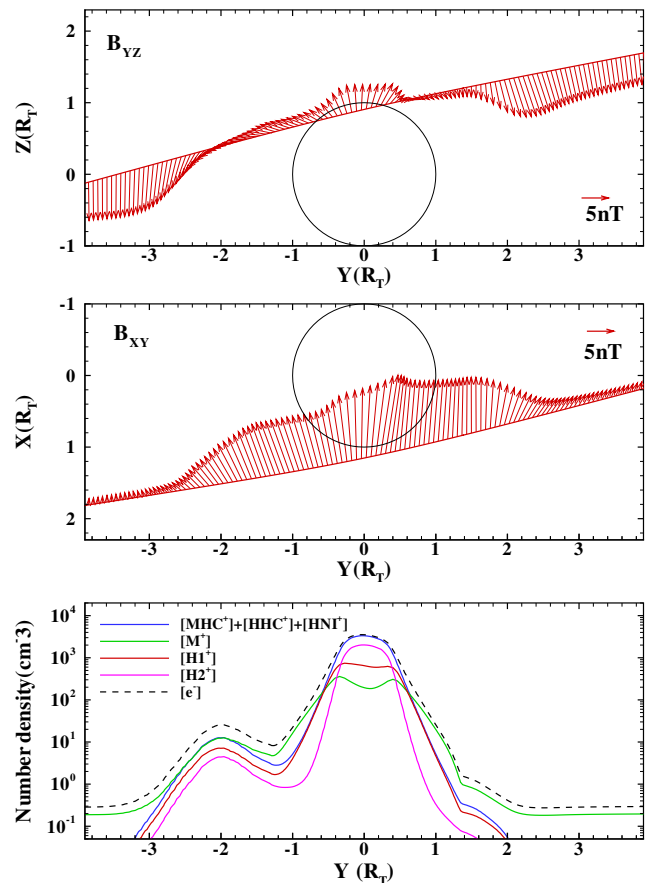 B_YZ
Z(R_T)
2
1
0
-1
5nT
-3 -2 -1 0 1 2 3
Y(R_T)
B_XY
X(R_T)
-1
0
1
2
5nT
-3 -2 -1 0 1 2 3
Y(R_T)
Number density(cm^-3)
10^4
10^3
10^2
10^1
10^0
10^-1
[MHC^+]+[HHC^+]+[HNI^+]
[M^+]
[H1^+]
[H2^+]
[e^-]
-3 -2 -1 0 1 2 3
Y (R_T)